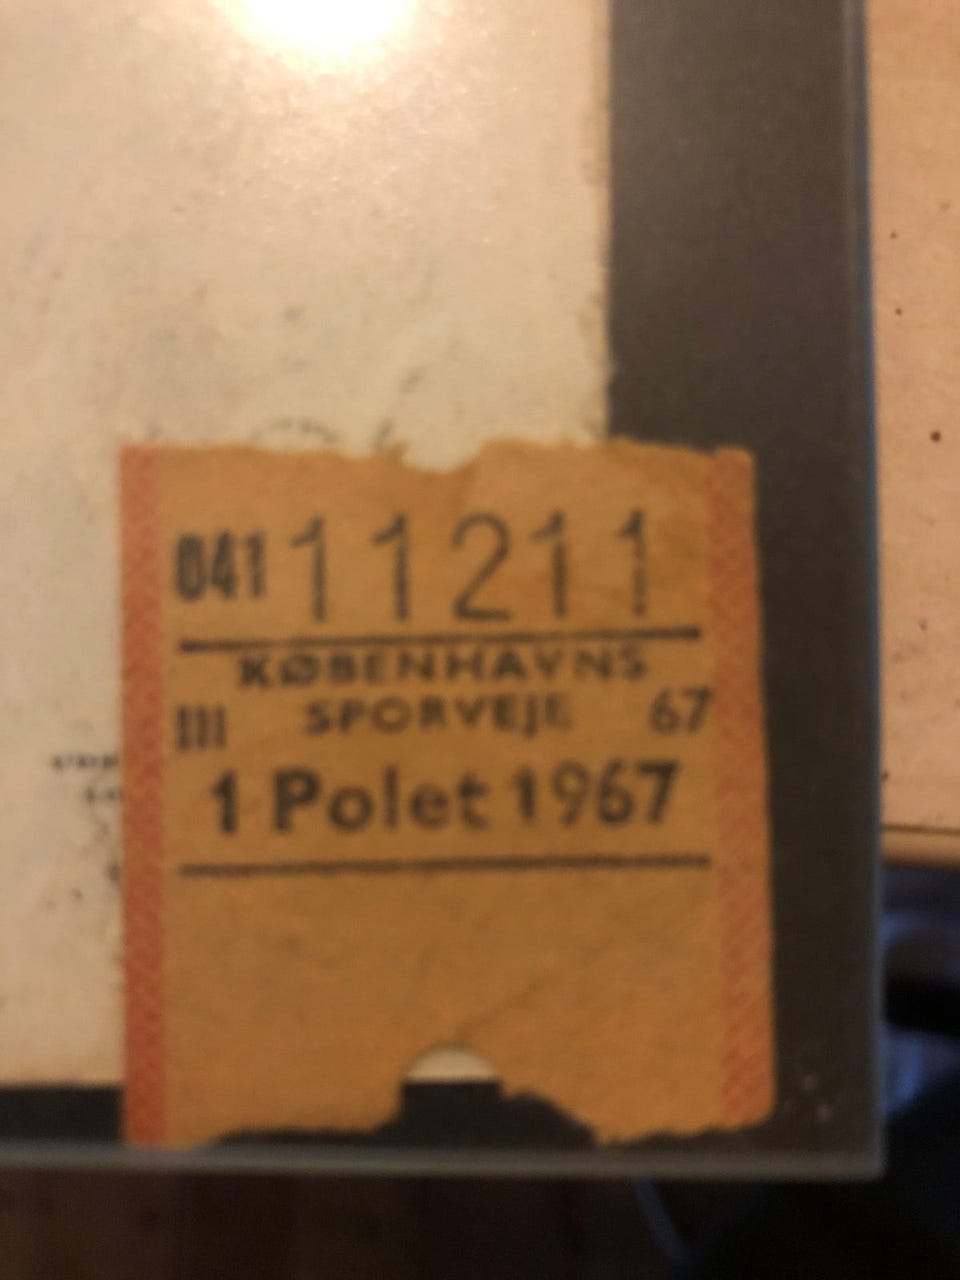 041 11211
KØBENHAVNS
III SPORVEJE 67
1 Polet 1967